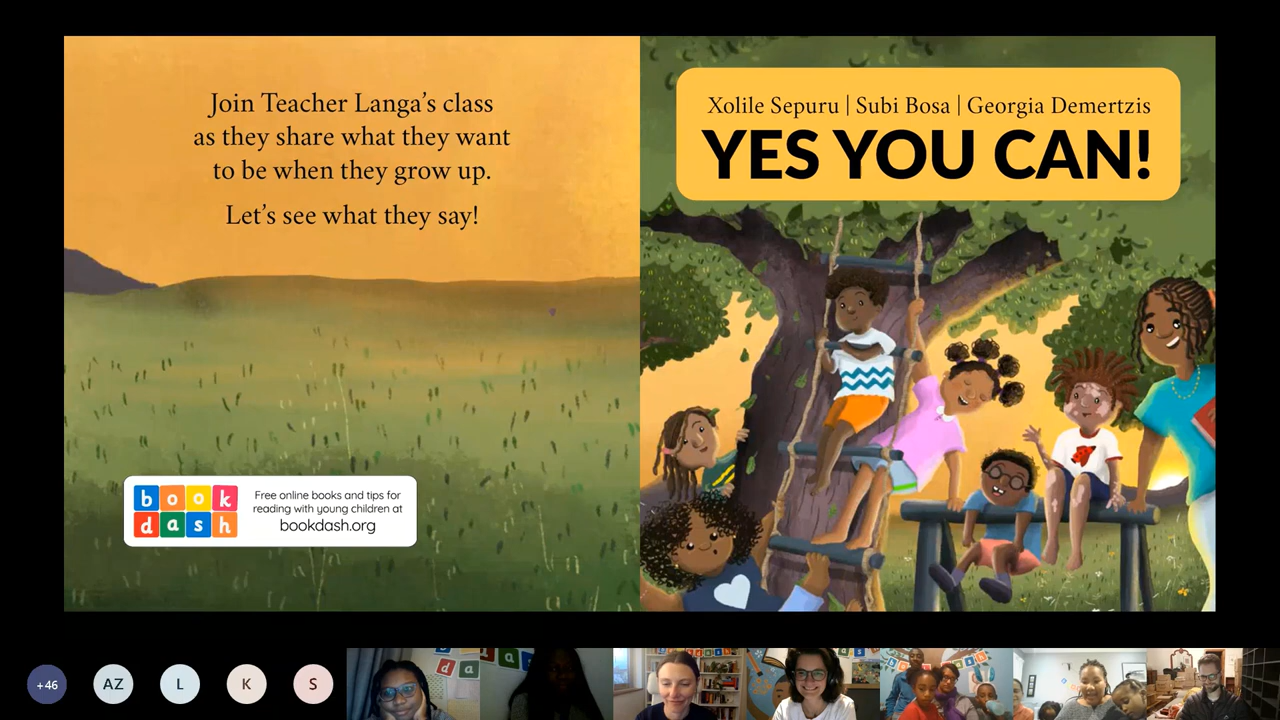 Join Teacher Langa's class
as they share what they want
to be when they grow up.
Let's see what they say!
book
dash
Free online books and tips for
reading with young children at
bookdash.org
Xolile Sepuru | Subi Bosa | Georgia Demertzis
YES YOU CAN!
+46
AZ
L
K
S